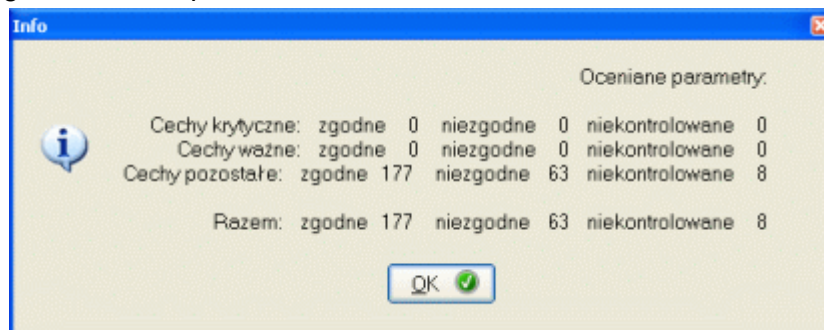 Info
Oceniane parametry:
Cechy krytyczne: zgodne 0 niezgodne 0 niekontrolowane 0
Cechy ważne: zgodne 0 niezgodne 0 niekontrolowane 0
Cechy pozostałe: zgodne 177 niezgodne 63 niekontrolowane 8
Razem: zgodne 177 niezgodne 63 niekontrolowane 8
OK